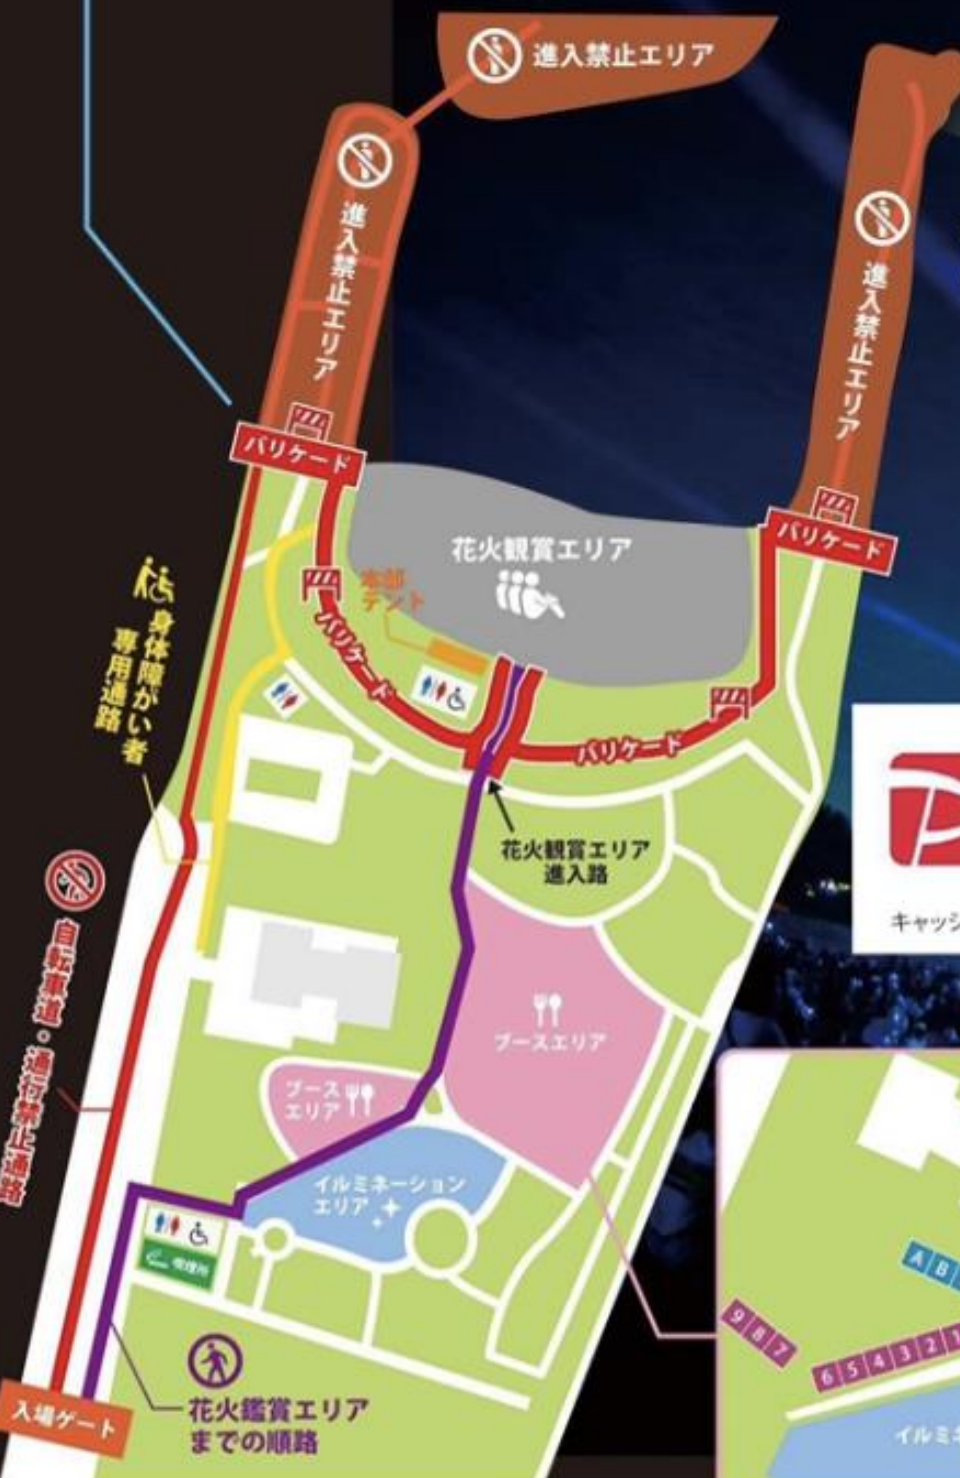 進入禁止エリア
進入禁止エリア
進入禁止エリア
バリケード
バリケード
花火観賞エリア
本部
テント
バリケード
バリケード
身体障がい者
専用通路
花火観賞エリア
進入路
キャッシ
自転車道・通行禁止通路
ブースエリア
ブース
エリア
イルミネーション
エリア
喫煙所
A B
9 8 7
6 5 4 3 2 1
イルミネ
入場ゲート
花火鑑賞エリア
までの順路